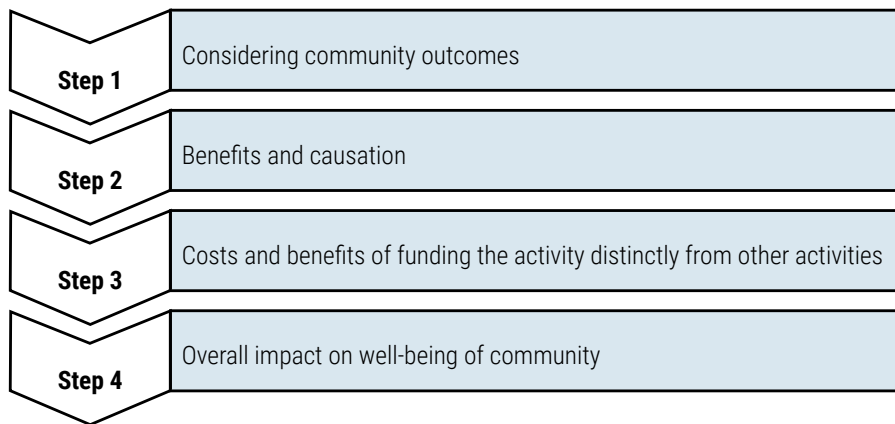 Step 1
Considering community outcomes
Step 2
Benefits and causation
Step 3
Costs and benefits of funding the activity distinctly from other activities
Step 4
Overall impact on well-being of community